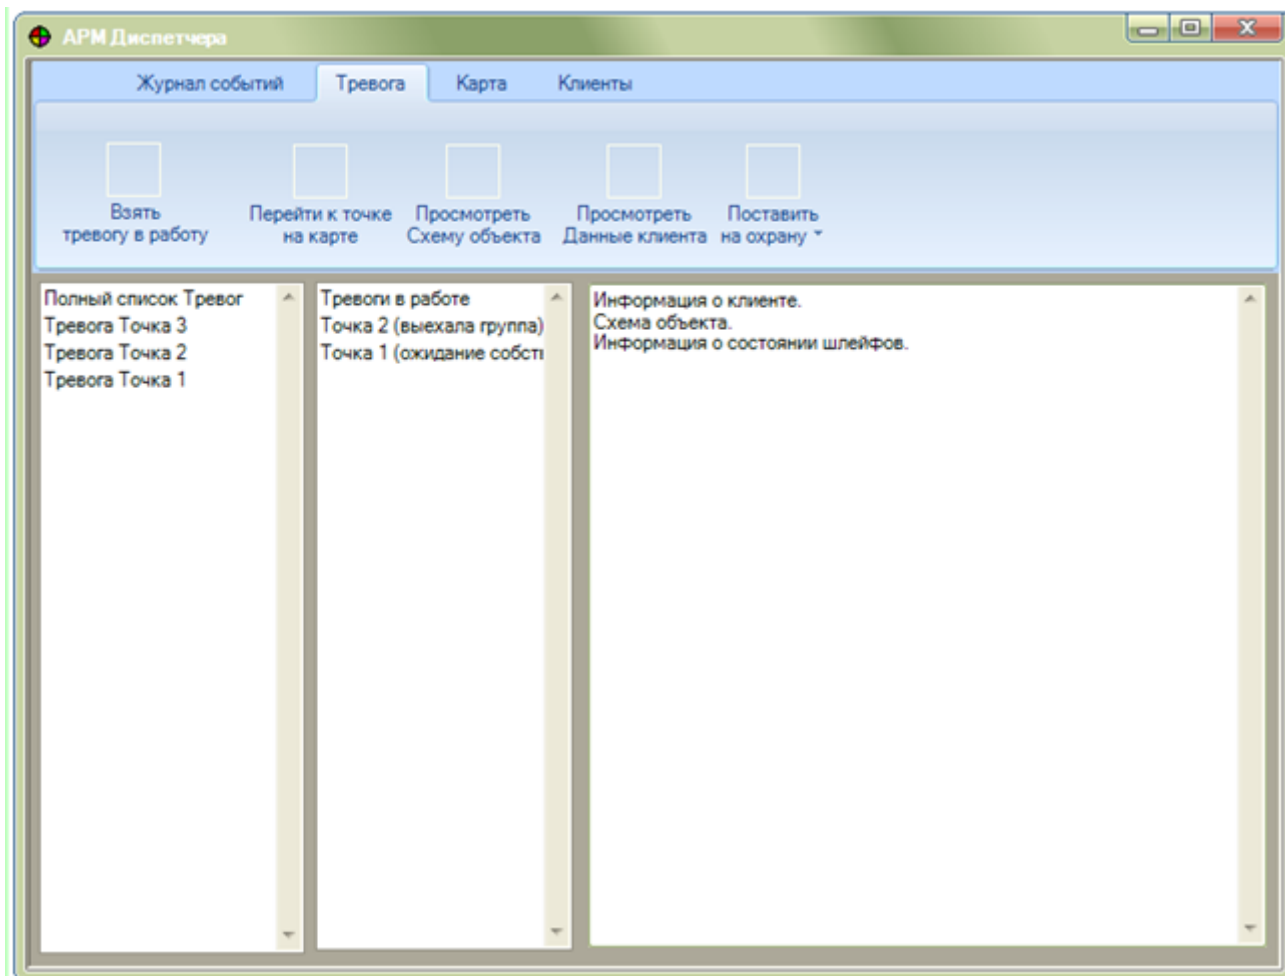 АРМ Диспетчера
Журнал событий Тревога Карта Клиенты
Взять
тревогу в работу
Перейти к точке
на карте
Просмотреть
Схему объекта
Просмотреть
Данные клиента
Поставить
на охрану
Полный список Тревог
Тревога Точка 3
Тревога Точка 2
Тревога Точка 1
Тревоги в работе
Точка 2 (выехала группа)
Точка 1 (ожидание
Информация о клиенте.
Схема объекта.
Информация о состоянии шлейфов.